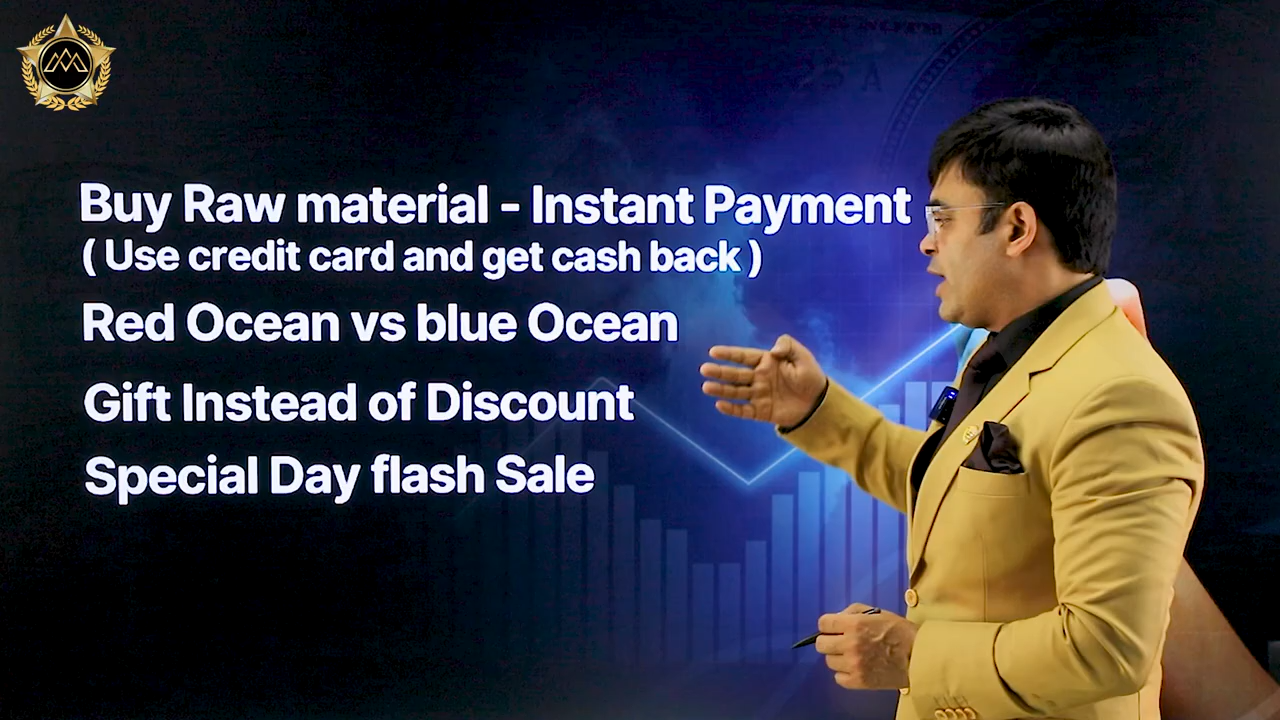 Buy Raw material - Instant Payment
( Use credit card and get cash back )
Red Ocean vs blue Ocean
Gift Instead of Discount
Special Day flash Sale